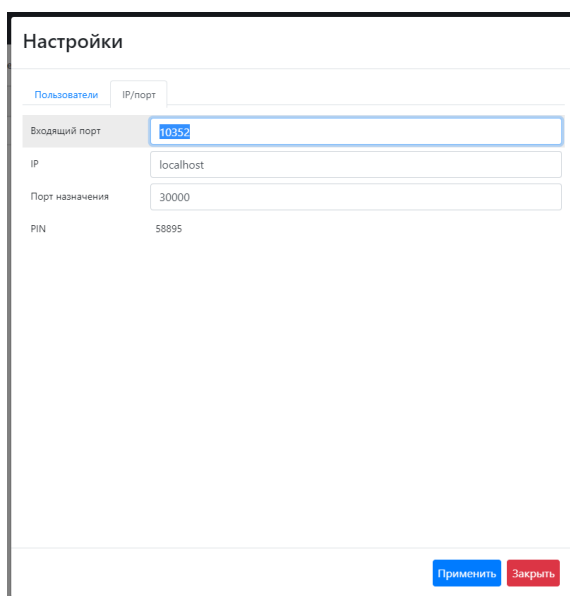 Настройки
Пользователи IP/порт
Входящий порт 10352
IP localhost
Порт назначения 30000
PIN 58895
Применить Закрыть